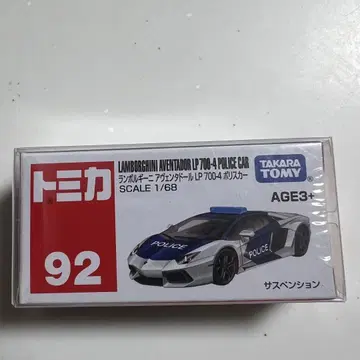 LAMBORGHINI AVENTADOR LP 700-4 POLICE CAR
ランボルギーニ アヴェンタドール LP 700-4 ポリスカー
SCALE 1/68
トミカ
TAKARA
TOMY
AGE3+
92
POLICE
POLICE
サスペンション